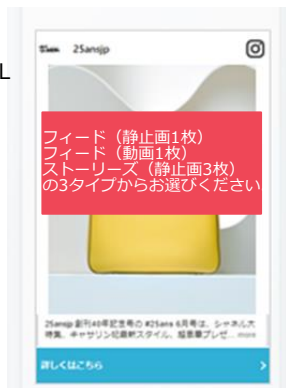 25ansjp
L
フィード（静止画1枚）
フィード（動画1枚）
ストーリーズ（静止画3枚）
の3タイプからお選びください
25ansjp 創刊40年記念号の #25ans 6月号は、シャネル大
特集、キャサリン妃最新スタイル、超豪華プレゼ... more
詳しくはこちら